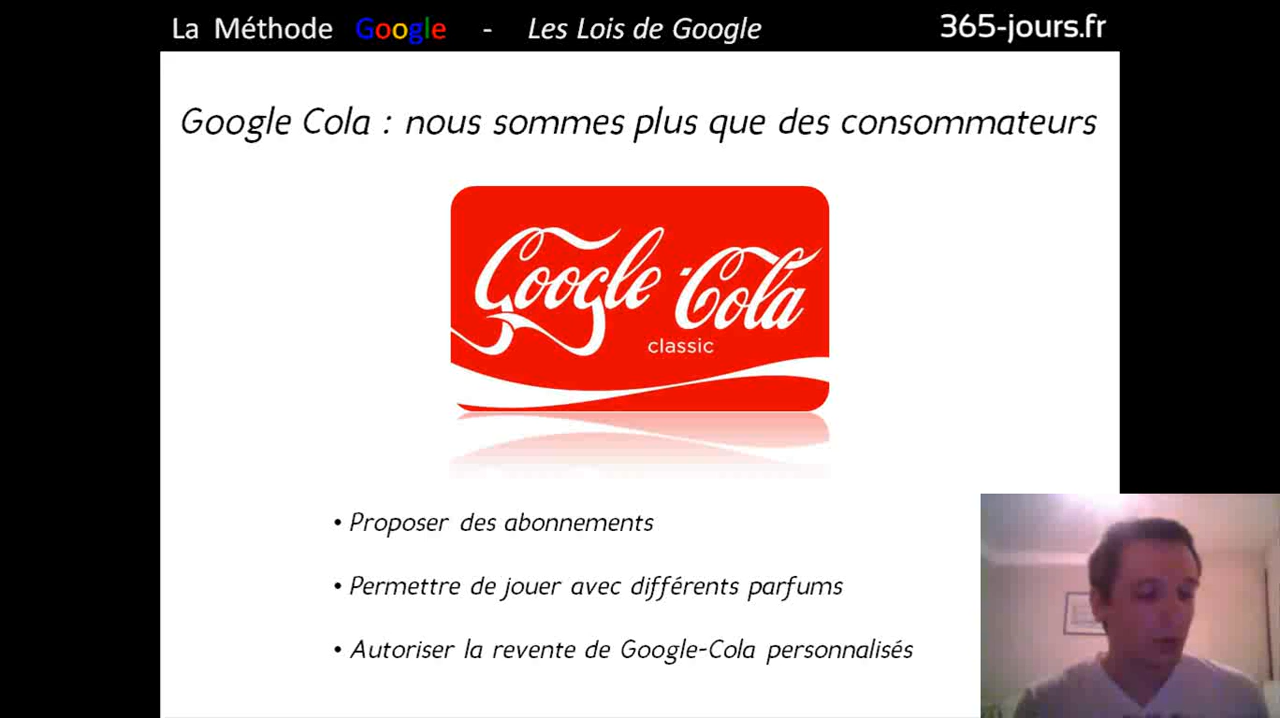 La Méthode Google - Les Lois de Google
365-jours.fr
Google Cola : nous sommes plus que des consommateurs
Google-Cola
classic
• Proposer des abonnements
• Permettre de jouer avec différents parfums
• Autoriser la revente de Google-Cola personnalisés